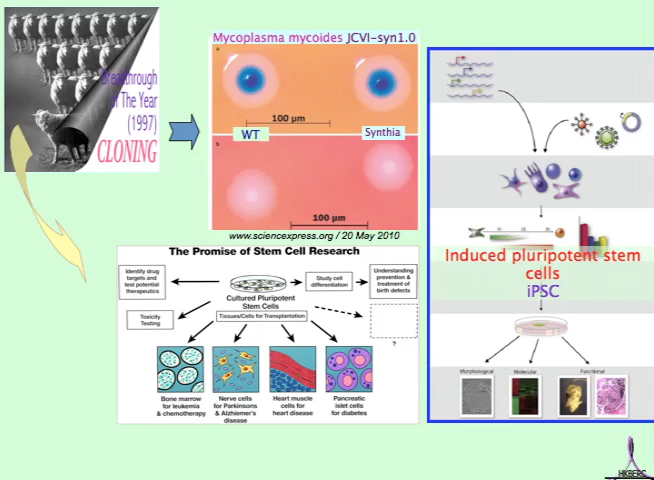 Breakthrough
of The Year
(1997)
CLONING
Mycoplasma mycoides JCVI-syn1.0
a
100 µm
WT
Synthia
b
100 µm
www.sciencexpress.org / 20 May 2010
The Promise of Stem Cell Research
Identify drug
targets and
test potential
therapeutics
Toxicity
Testing
Cultured Pluripotent
Stem Cells
Study cell
differentiation
Understanding
prevention &
treatment of
birth defects
Tissues/Cells for Transplantation
?
Bone marrow
for leukemia
& chemotherapy
Nerve cells
for Parkinsons
& Alzheimer's
disease
Heart muscle
cells for
heart disease
Pancreatic
islet cells
for diabetes
Induced pluripotent stem
cells
iPSC
Morphological
Molecular
Functional
HKBERC